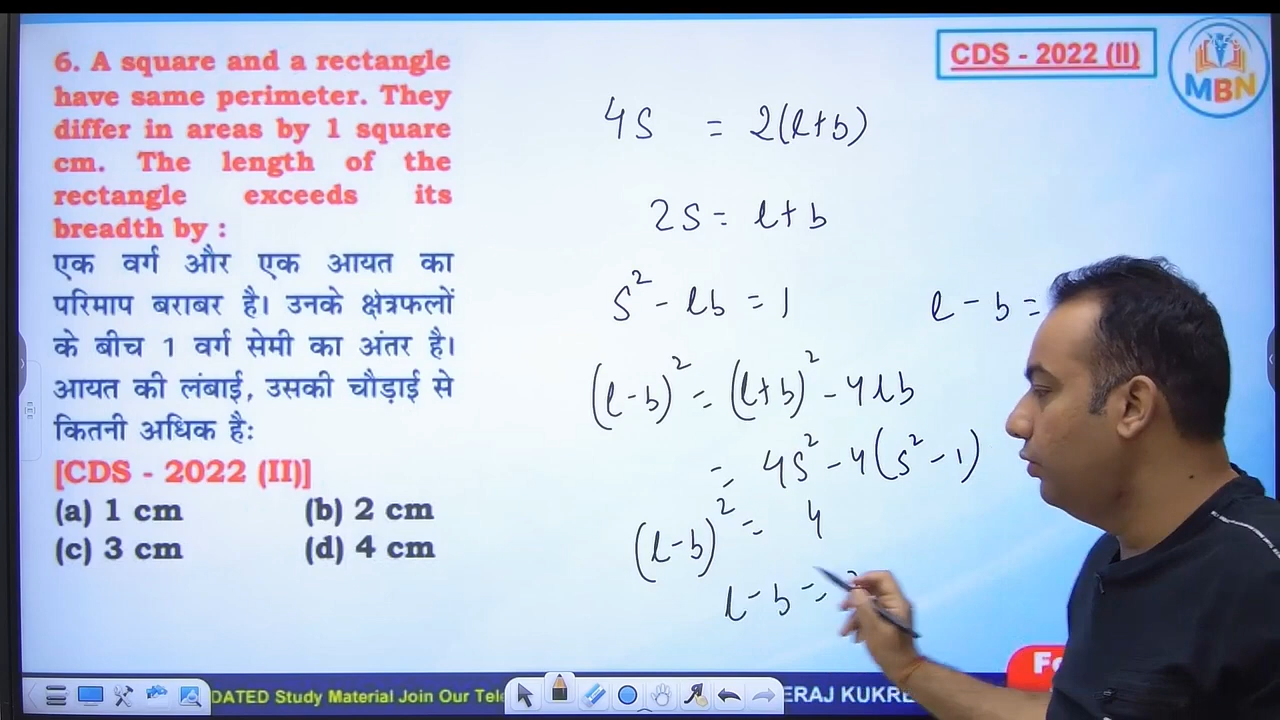 6. A square and a rectangle
have same perimeter. They
differ in areas by 1 square
cm. The length of the
rectangle exceeds its
breadth by :
एक वर्ग और एक आयत का
परिमाप बराबर है। उनके क्षेत्रफलों
के बीच 1 वर्ग सेमी का अंतर है।
आयत की लंबाई, उसकी चौड़ाई से
कितनी अधिक है:
[CDS - 2022 (II)]
(a) 1 cm (b) 2 cm
(c) 3 cm (d) 4 cm
CDS - 2022 (II)
MBN
4s = 2(l+b)
2s = l+b
s² - lb = 1
l - b =
(l-b)² = (l+b)² - 4lb
= 4s² - 4(s² - 1)
(l-b)² = 4
l - b =
DATED Study Material Join Our Tele
ERAJ KUKRE